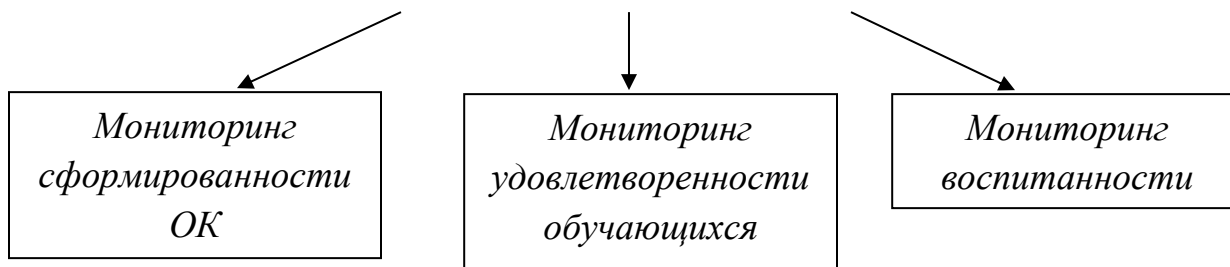 Мониторинг
сформированности
ОК
Мониторинг
удовлетворенности
обучающихся
Мониторинг
воспитанности